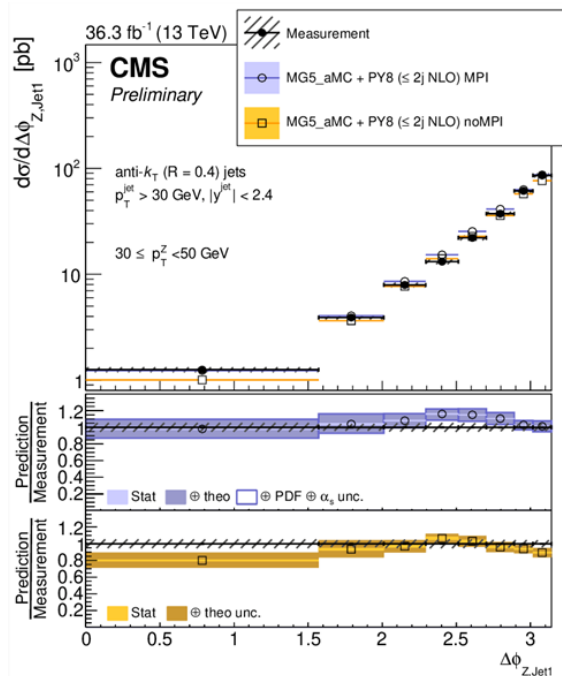 36.3 fb⁻¹ (13 TeV)
Measurement
MG5_aMC + PY8 (≤ 2j NLO) MPI
MG5_aMC + PY8 (≤ 2j NLO) noMPI
CMS
Preliminary
anti-k_T (R = 0.4) jets
p_T^jet > 30 GeV, |y^jet| < 2.4
30 ≤ p_T^Z <50 GeV
dσ/dΔϕ_Z,Jet1 [pb]
10³
10²
10
1
Prediction
Measurement
1.2
1
0.8
0.6
0.4
0.2
Stat ⊕ theo ⊕ PDF ⊕ α_s unc.
Prediction
Measurement
1.2
1
0.8
0.6
0.4
0.2
Stat ⊕ theo unc.
0 0.5 1 1.5 2 2.5 3
Δϕ_Z,Jet1